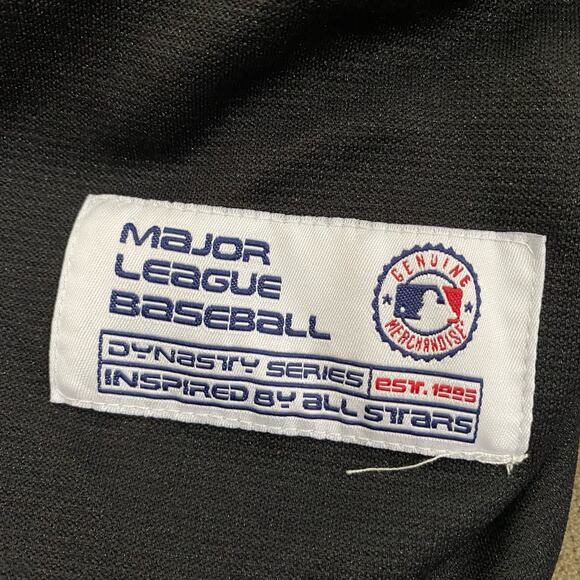 Major
League
Baseball
GENUINE
MERCHANDISE
Dynasty Series
est. 1995
Inspired by All Stars